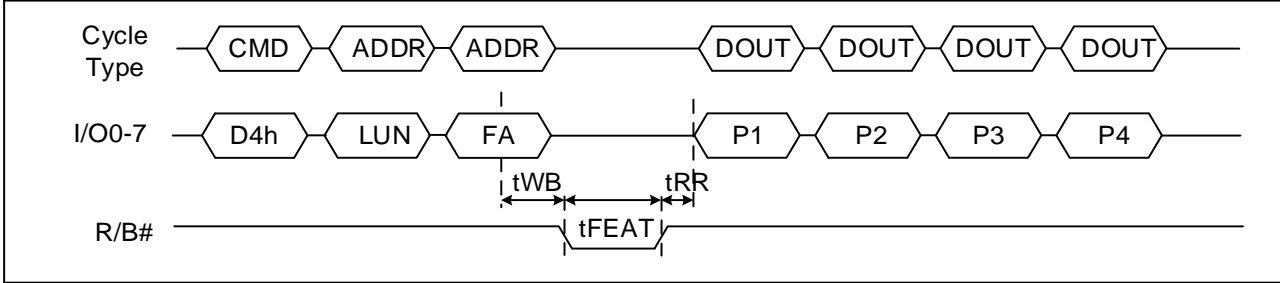 Cycle Type CMD ADDR ADDR DOUT DOUT DOUT DOUT
I/O0-7 D4h LUN FA P1 P2 P3 P4
tWB tRR
R/B# tFEAT